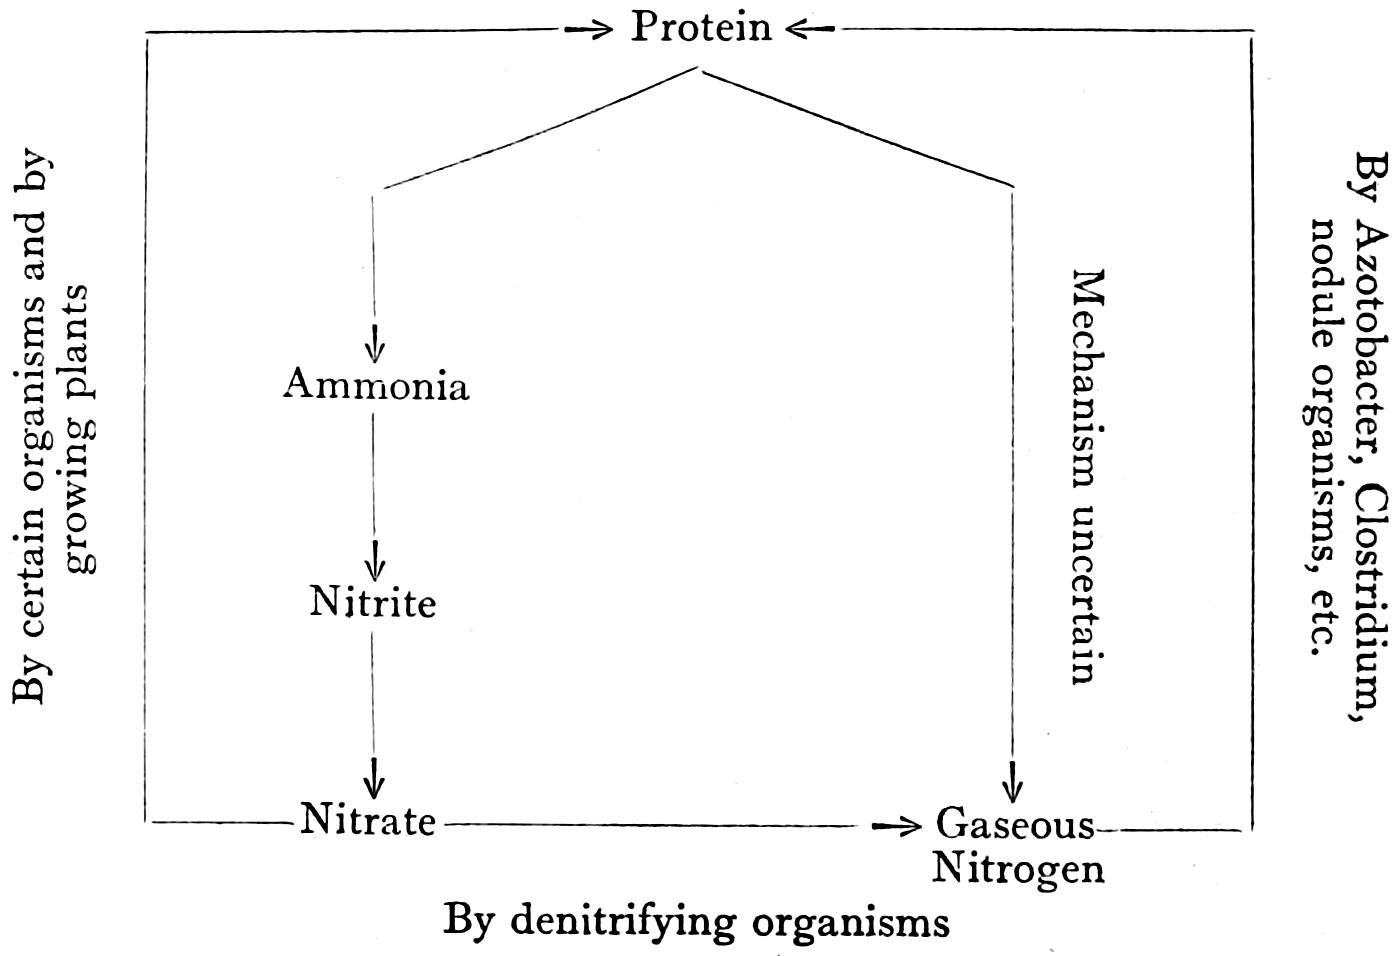 Protein
By certain organisms and by
growing plants
Ammonia
Nitrite
Nitrate
Mechanism uncertain
Gaseous
Nitrogen
By Azotobacter, Clostridium,
nodule organisms, etc.
By denitrifying organisms